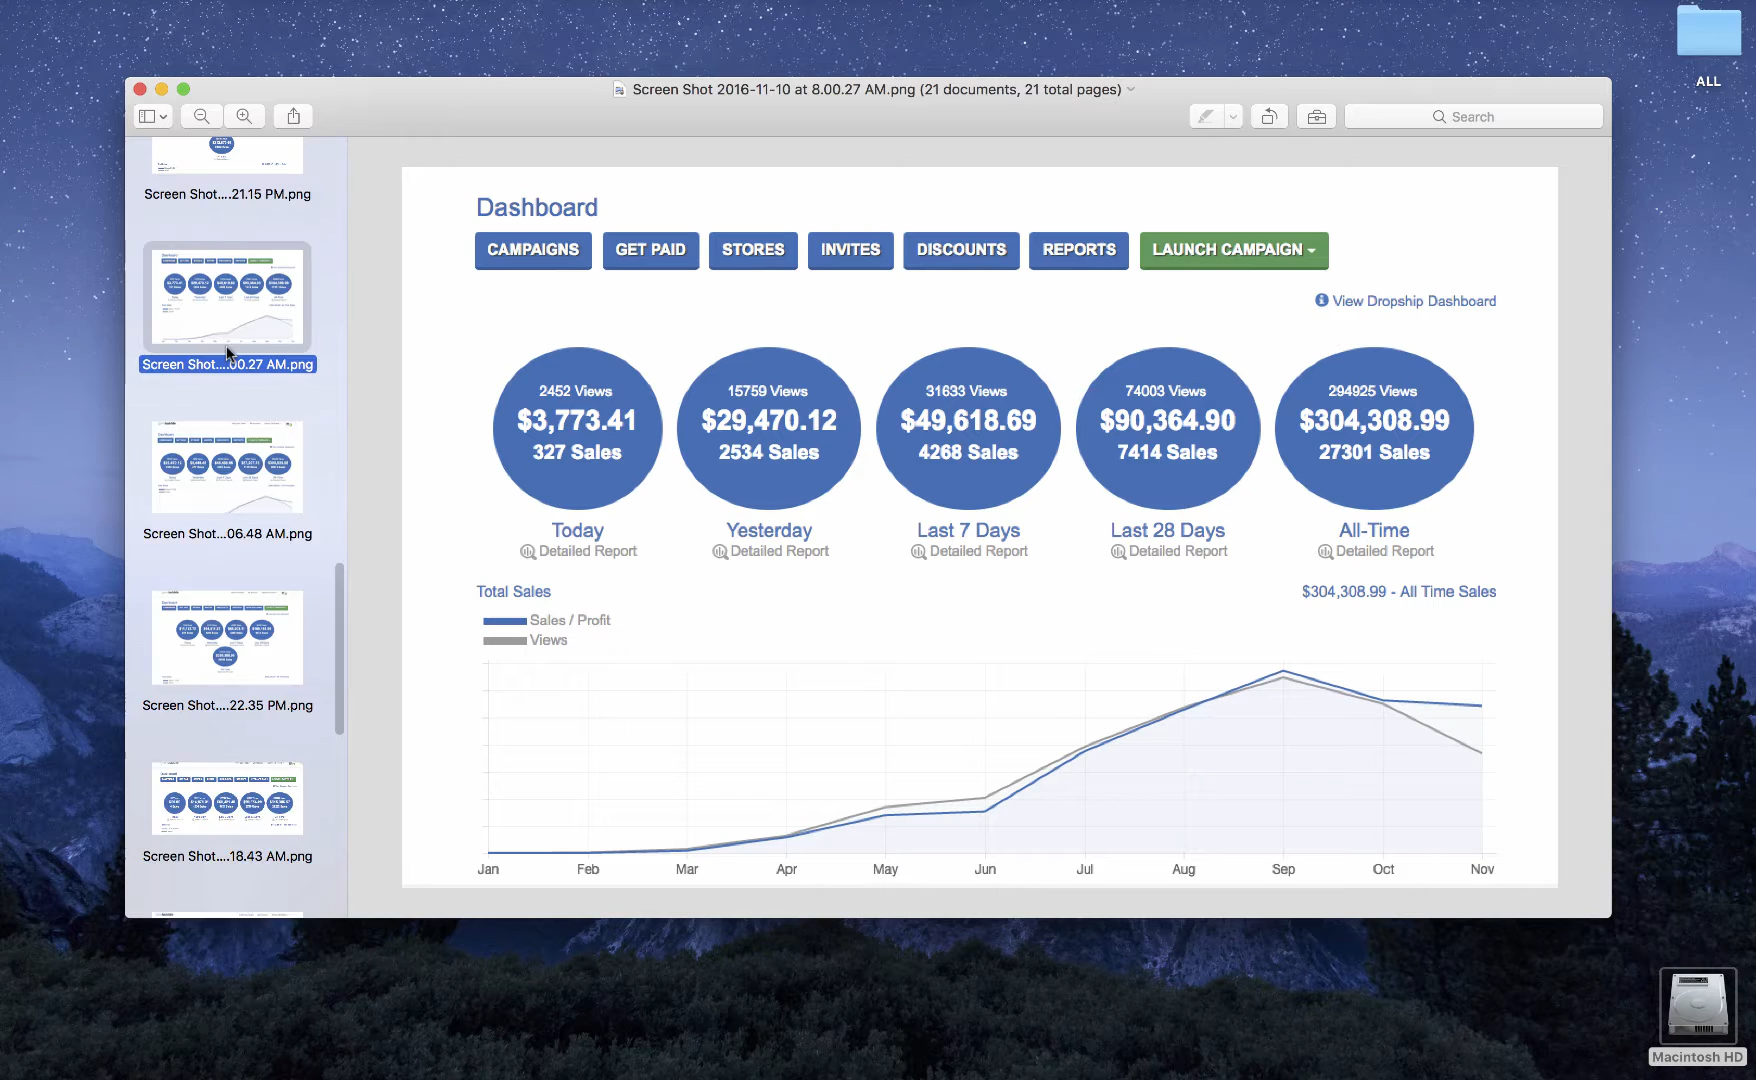 ALL
Screen Shot 2016-11-10 at 8.00.27 AM.png (21 documents, 21 total pages)
Search
Screen Shot....21.15 PM.png
Screen Shot....00.27 AM.png
Screen Shot...06.48 AM.png
Screen Shot....22.35 PM.png
Screen Shot....18.43 AM.png
Dashboard
CAMPAIGNS GET PAID STORES INVITES DISCOUNTS REPORTS LAUNCH CAMPAIGN
View Dropship Dashboard
2452 Views 15759 Views 31633 Views 74003 Views 294925 Views
$3,773.41 $29,470.12 $49,618.69 $90,364.90 $304,308.99
327 Sales 2534 Sales 4268 Sales 7414 Sales 27301 Sales
Today Yesterday Last 7 Days Last 28 Days All-Time
Detailed Report Detailed Report Detailed Report Detailed Report Detailed Report
Total Sales $304,308.99 - All Time Sales
Sales / Profit
Views
Jan Feb Mar Apr May Jun Jul Aug Sep Oct Nov
Macintosh HD